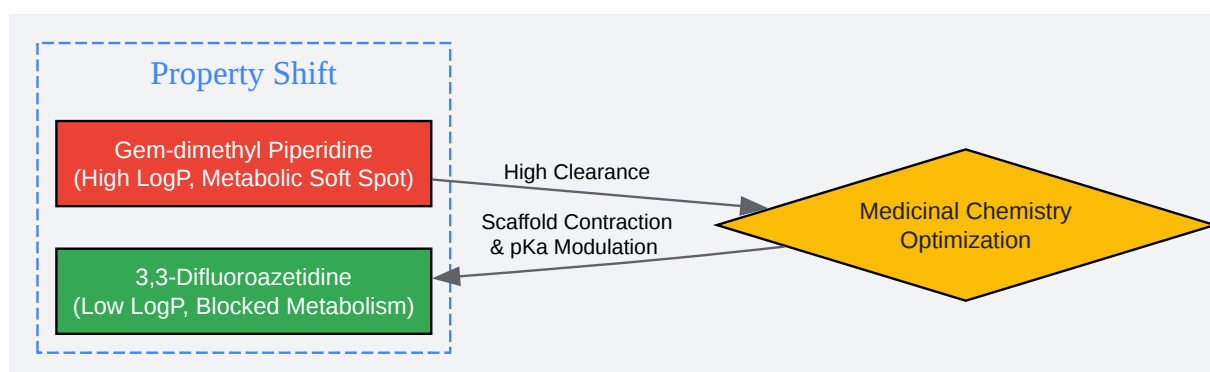 Property Shift
Gem-dimethyl Piperidine
(High LogP, Metabolic Soft Spot)
High Clearance
Scaffold Contraction
& pKa Modulation
Medicinal Chemistry
Optimization
3,3-Difluoroazetidine
(Low LogP, Blocked Metabolism)